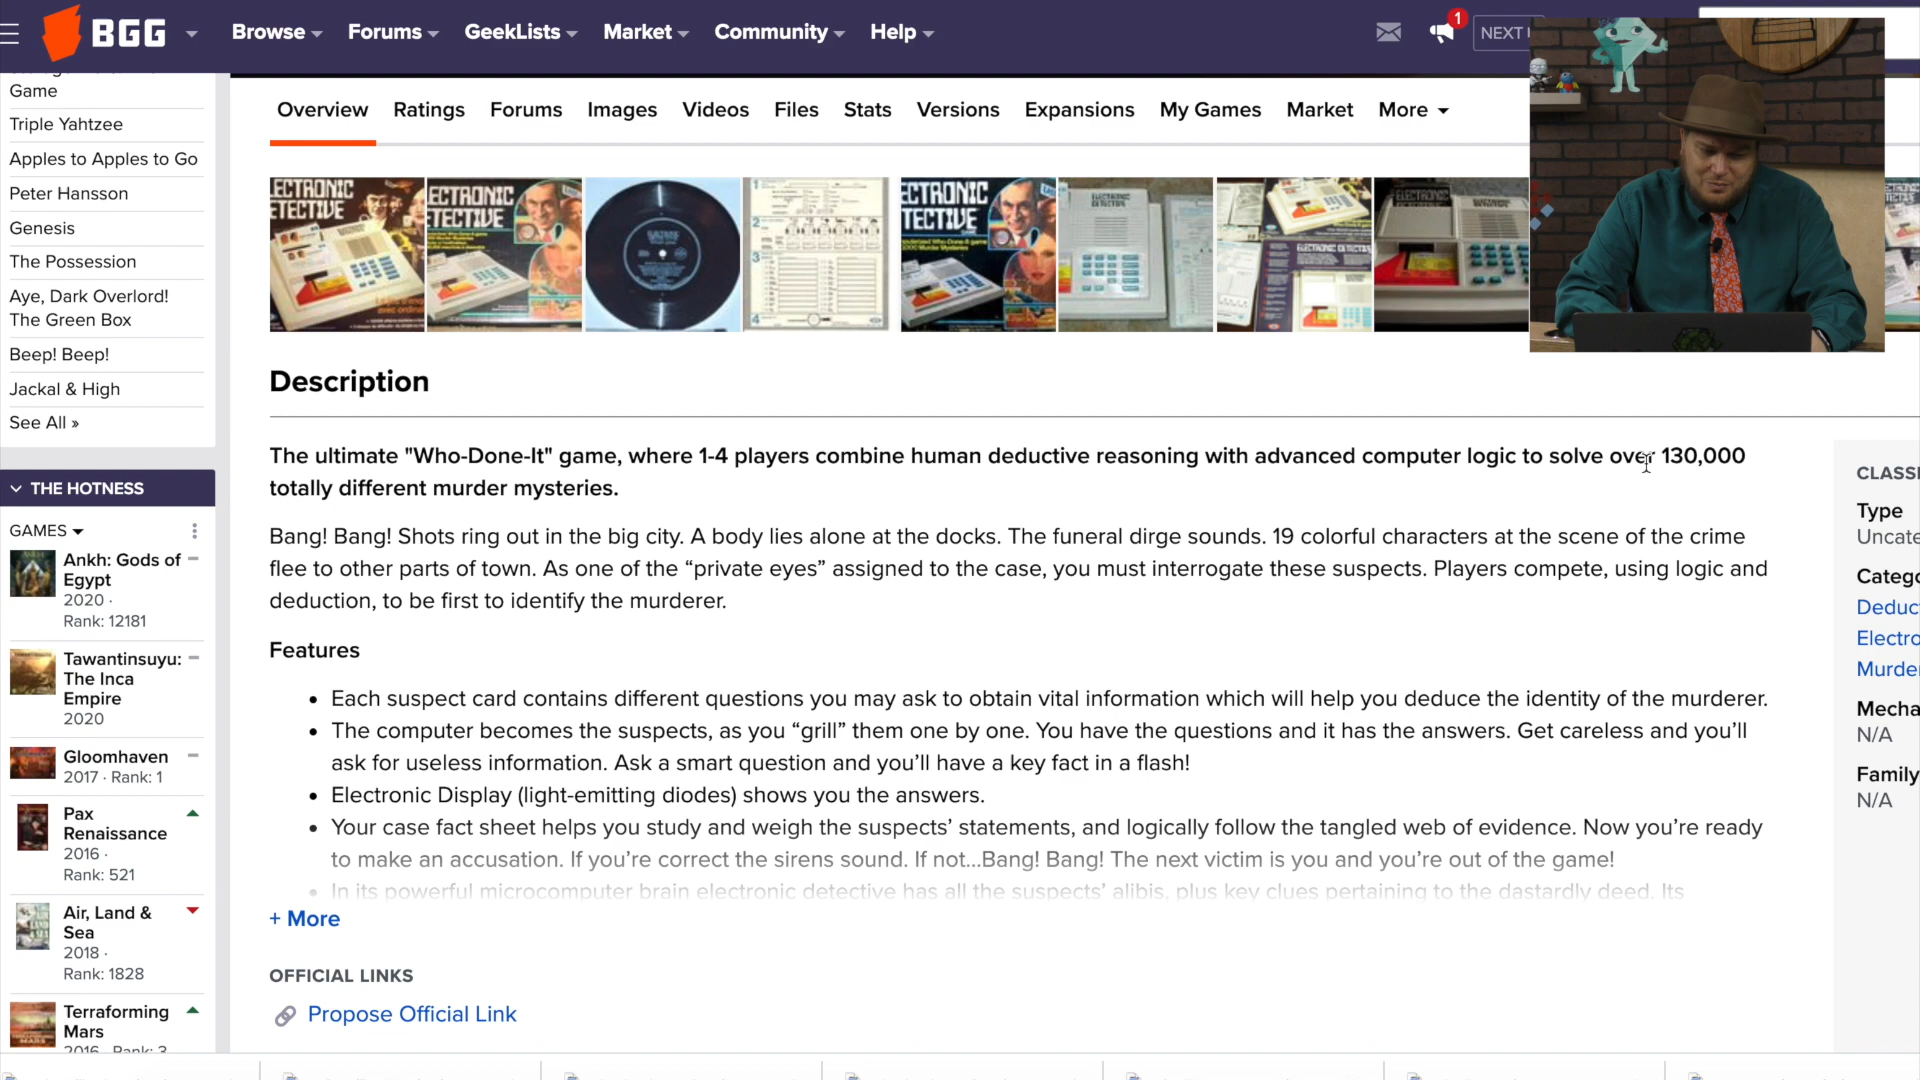 BGG
Browse
Forums
GeekLists
Market
Community
Help
1
NEXT
Game
Triple Yahtzee
Apples to Apples to Go
Peter Hansson
Genesis
The Possession
Aye, Dark Overlord!
The Green Box
Beep! Beep!
Jackal & High
See All »
THE HOTNESS
GAMES
Ankh: Gods of
Egypt
2020 ·
Rank: 12181
Tawantinsuyu:
The Inca
Empire
2020
Gloomhaven
2017 · Rank: 1
Pax
Renaissance
2016 ·
Rank: 521
Air, Land &
Sea
2018 ·
Rank: 1828
Terraforming
Mars
2016 Rank: 3
Overview
Ratings
Forums
Images
Videos
Files
Stats
Versions
Expansions
My Games
Market
More
ECTRONIC
ETECTIVE
ECTRONIC
ETECTIVE
ECTRONIC
ETECTIVE
Description
The ultimate "Who-Done-It" game, where 1-4 players combine human deductive reasoning with advanced computer logic to solve over 130,000
totally different murder mysteries.
Bang! Bang! Shots ring out in the big city. A body lies alone at the docks. The funeral dirge sounds. 19 colorful characters at the scene of the crime
flee to other parts of town. As one of the “private eyes” assigned to the case, you must interrogate these suspects. Players compete, using logic and
deduction, to be first to identify the murderer.
Features
• Each suspect card contains different questions you may ask to obtain vital information which will help you deduce the identity of the murderer.
• The computer becomes the suspects, as you “grill” them one by one. You have the questions and it has the answers. Get careless and you’ll
ask for useless information. Ask a smart question and you’ll have a key fact in a flash!
• Electronic Display (light-emitting diodes) shows you the answers.
• Your case fact sheet helps you study and weigh the suspects’ statements, and logically follow the tangled web of evidence. Now you’re ready
to make an accusation. If you’re correct the sirens sound. If not...Bang! Bang! The next victim is you and you’re out of the game!
• In its powerful microcomputer brain electronic detective has all the suspects’ alibis, plus key clues pertaining to the dastardly deed. Its
+ More
OFFICIAL LINKS
Propose Official Link
CLASSI
Type
Uncate
Catego
Deduc
Electro
Murder
Mecha
N/A
Family
N/A